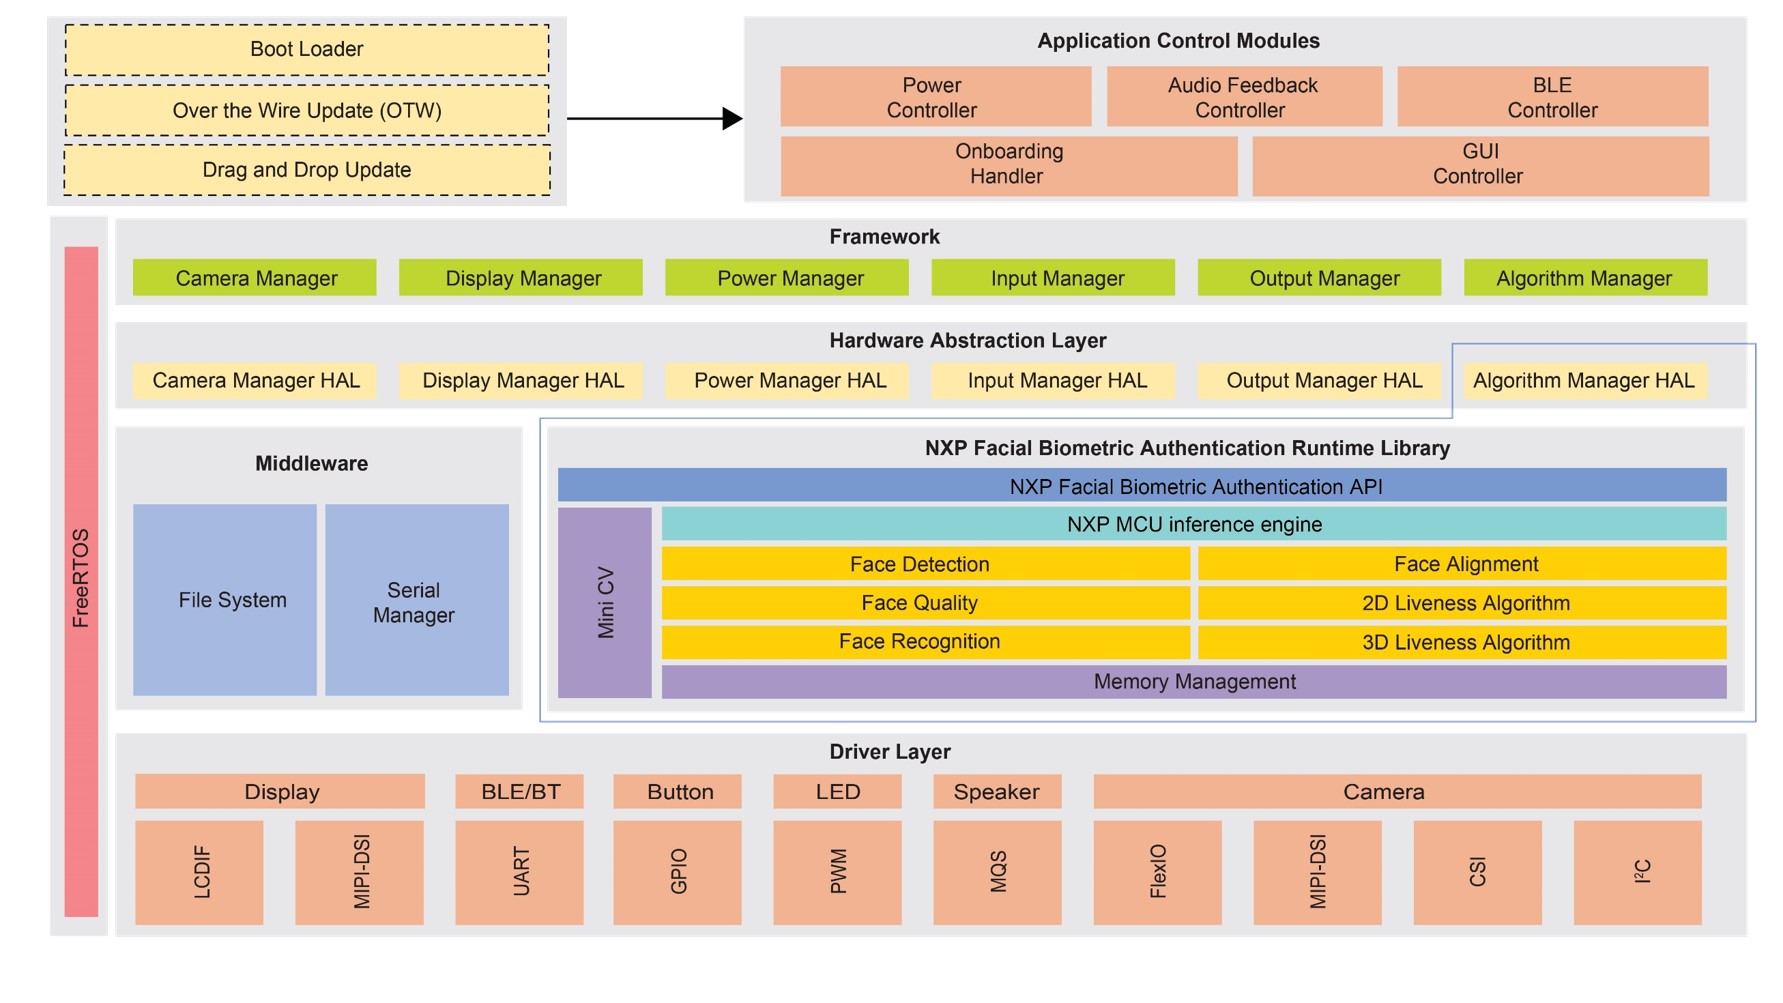 Boot Loader
Over the Wire Update (OTW)
Drag and Drop Update
Application Control Modules
Power
Controller
Audio Feedback
Controller
BLE
Controller
Onboarding
Handler
GUI
Controller
FreeRTOS
Framework
Camera Manager
Display Manager
Power Manager
Input Manager
Output Manager
Algorithm Manager
Hardware Abstraction Layer
Camera Manager HAL
Display Manager HAL
Power Manager HAL
Input Manager HAL
Output Manager HAL
Algorithm Manager HAL
Middleware
File System
Serial
Manager
NXP Facial Biometric Authentication Runtime Library
NXP Facial Biometric Authentication API
Mini CV
NXP MCU inference engine
Face Detection
Face Alignment
Face Quality
2D Liveness Algorithm
Face Recognition
3D Liveness Algorithm
Memory Management
Driver Layer
Display
BLE/BT
Button
LED
Speaker
Camera
LCDIF
MIPI-DSI
UART
GPIO
PWM
MQS
FlexIO
MIPI-DSI
CSI
I²C